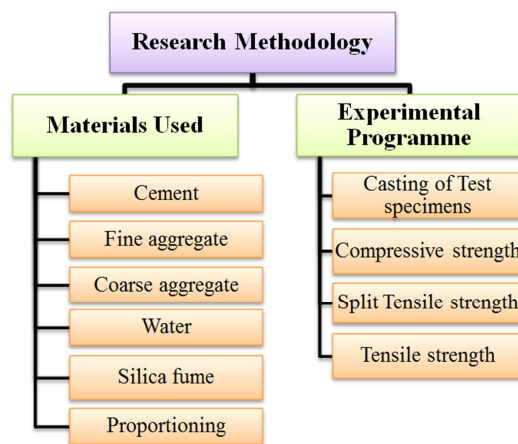 Research Methodology
Materials Used
Cement
Fine aggregate
Coarse aggregate
Water
Silica fume
Proportioning
Experimental
Programme
Casting of Test
specimens
Compressive strength
Split Tensile strength
Tensile strength